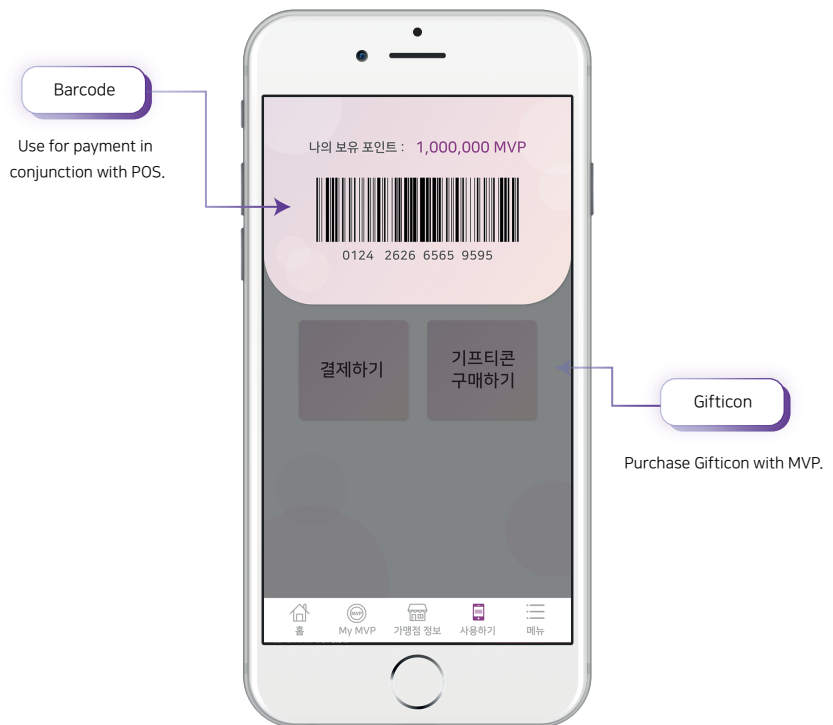 Barcode
Use for payment in
conjunction with POS.
나의 보유 포인트 : 1,000,000 MVP
0124 2626 6565 9595
결제하기
기프티콘
구매하기
Gifticon
Purchase Gifticon with MVP.
MVP
홈 My MVP 가맹점 정보 사용하기 메뉴